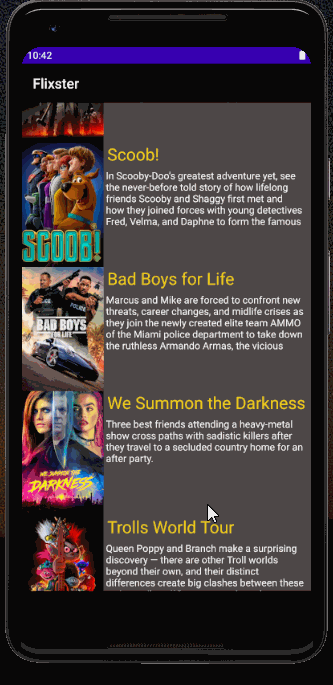 10:42
Flixster
Scoob!
In Scooby-Doo's greatest adventure yet, see
the never-before told story of how lifelong
friends Scooby and Shaggy first met and
how they joined forces with young detectives
Fred, Velma, and Daphne to form the famous
SCOOB!
Bad Boys for Life
Marcus and Mike are forced to confront new
threats, career changes, and midlife crises as
they join the newly created elite team AMMO
of the Miami police department to take down
the ruthless Armando Armas, the vicious
BAD BOYS
We Summon the Darkness
Three best friends attending a heavy-metal
show cross paths with sadistic killers after
they travel to a secluded country home for an
after party.
WE SUMMON THE
DARKNESS
Trolls World Tour
Queen Poppy and Branch make a surprising
discovery — there are other Troll worlds
beyond their own, and their distinct
differences create big clashes between these